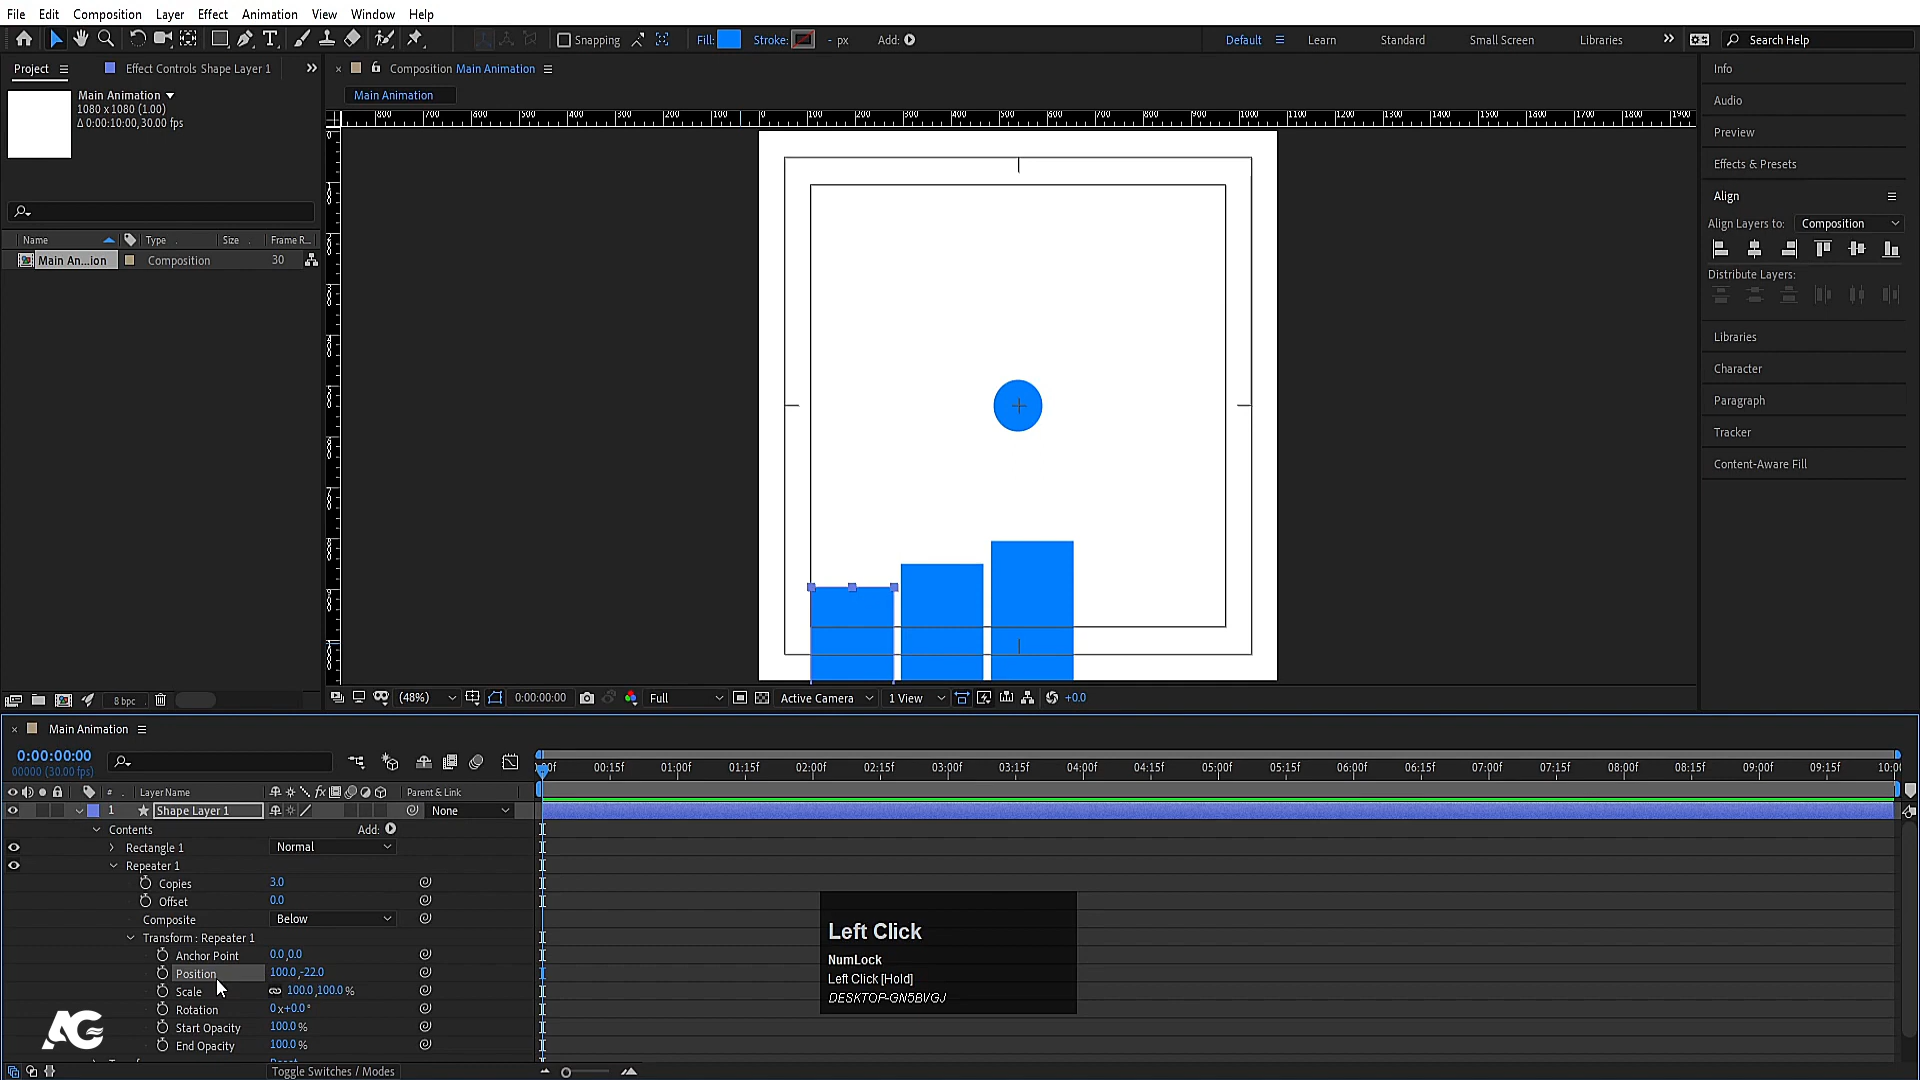 File Edit Composition Layer Effect Animation View Window Help
Snapping Fill: Stroke: - px Add: Default Learn Standard Small Screen Libraries Search Help
Project Effect Controls Shape Layer 1 Composition Main Animation Info
Main Animation
1080 x 1080 (1.00)
Δ 0:00:10:00,30.00 fps
Main Animation
Audio
Preview
Effects & Presets
Align
Align Layers to: Composition
Distribute Layers:
Libraries
Character
Paragraph
Tracker
Content-Aware Fill
Name Type Size Frame R...
Main An...ion Composition 30
8 bpc (48%) 0:00:00:00 Full Active Camera 1 View +0.0
Main Animation
0:00:00:00
00000 (30.00 fps)
00:15f 01:00f 01:15f 02:00f 02:15f 03:00f 03:15f 04:00f 04:15f 05:00f 05:15f 06:00f 06:15f 07:00f 07:15f 08:00f 08:15f 09:00f 09:15f
# Layer Name fx Parent & Link
1 Shape Layer 1 None
Contents Add:
Rectangle 1 Normal
Repeater 1
Copies 3.0
Offset 0.0
Composite Below
Transform : Repeater 1
Anchor Point 0.0,0.0
Position 100.0,-22.0
Scale 100.0,100.0%
Rotation 0x+0.0°
Start Opacity 100.0%
End Opacity 100.0%
Toggle Switches / Modes
Left Click
NumLock
Left Click [Hold]
DESKTOP-GN5BVGJ
AG